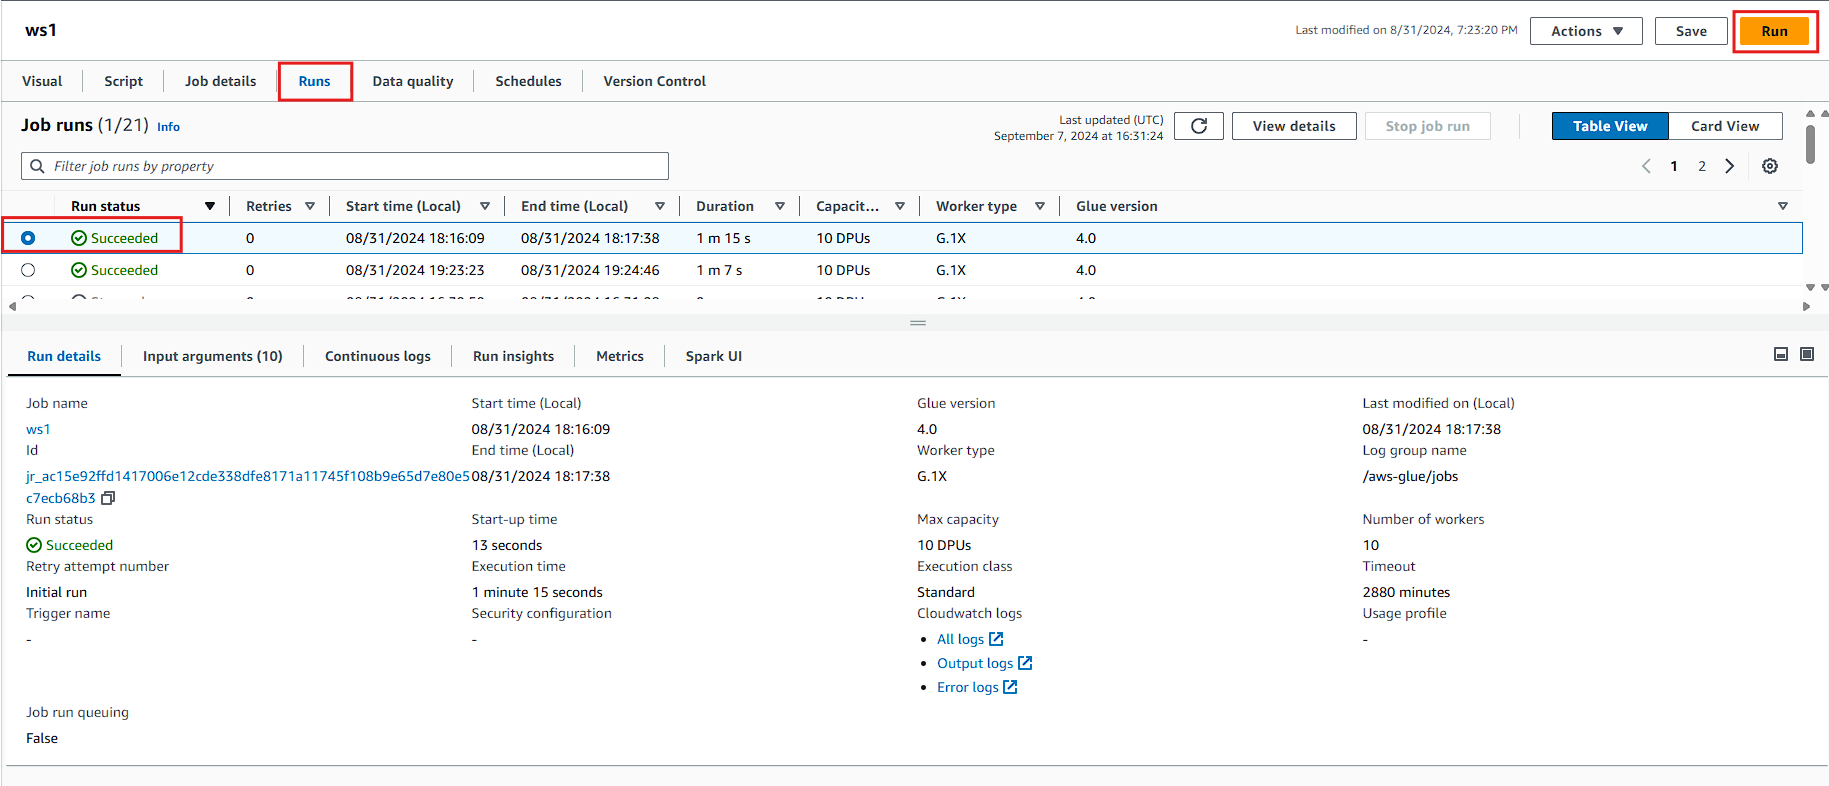 ws1
Last modified on 8/31/2024, 7:23:20 PM
Actions
Save
Run
Visual
Script
Job details
Runs
Data quality
Schedules
Version Control
Job runs (1/21) Info
Last updated (UTC)
September 7, 2024 at 16:31:24
View details
Stop job run
Table View
Card View
Filter job runs by property
1 2
Run status Retries Start time (Local) End time (Local) Duration Capacit... Worker type Glue version
Succeeded 0 08/31/2024 18:16:09 08/31/2024 18:17:38 1 m 15 s 10 DPUs G.1X 4.0
Succeeded 0 08/31/2024 19:23:23 08/31/2024 19:24:46 1 m 7 s 10 DPUs G.1X 4.0
Run details
Input arguments (10)
Continuous logs
Run insights
Metrics
Spark UI
Job name Start time (Local) Glue version Last modified on (Local)
ws1 08/31/2024 18:16:09 4.0 08/31/2024 18:17:38
Id End time (Local) Worker type Log group name
jr_ac15e92ffd1417006e12cde338dfe8171a11745f108b9e65d7e80e5 08/31/2024 18:17:38 G.1X /aws-glue/jobs
c7ecb68b3
Run status Start-up time Max capacity Number of workers
Succeeded 13 seconds 10 DPUs 10
Retry attempt number Execution time Execution class Timeout
Initial run 1 minute 15 seconds Standard 2880 minutes
Trigger name Security configuration Cloudwatch logs Usage profile
- - All logs -
Output logs
Error logs
Job run queuing
False